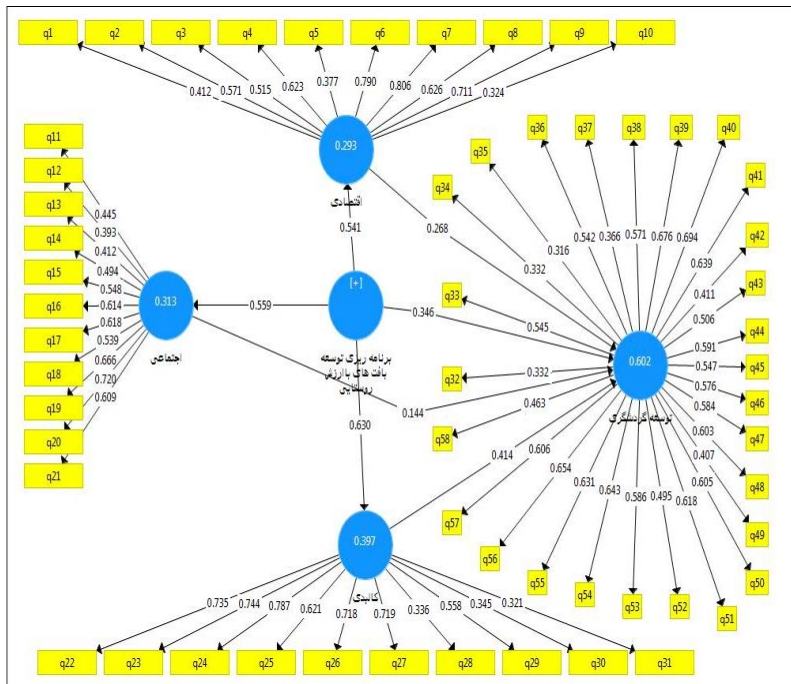 q1 q2 q3 q4 q5 q6 q7 q8 q9 q10
0.412 0.571 0.515 0.623 0.377 0.790 0.806 0.626 0.711 0.324
0.293
اقتصادی
q11
q12
q13
q14
q15
q16
q17
q18
q19
q20
q21
0.445
0.393
0.412
0.494
0.548
0.614
0.618
0.539
0.666
0.720
0.609
0.313
اجتماعی
0.541
0.559
[+]
برنامه ریزی توسعه
بافت های با ارزش
روستایی
0.268
0.346
0.144
0.630
0.414
0.397
کالبدی
0.735 0.744 0.787 0.621 0.718 0.719 0.336 0.558 0.345 0.321
q22 q23 q24 q25 q26 q27 q28 q29 q30 q31
q36 q37 q38 q39 q40
q35
q34
q33
q32
q58
q57
q56
q55
q54
q53
q52
q51
q41
q42
q43
q44
q45
q46
q47
q48
q49
q50
0.542 0.366 0.571 0.676 0.694
0.316
0.332
0.545
0.332
0.463
0.606
0.654
0.631
0.643
0.586
0.495
0.618
0.639
0.411
0.506
0.591
0.547
0.576
0.584
0.603
0.407
0.605
0.602
توسعه گردشگری